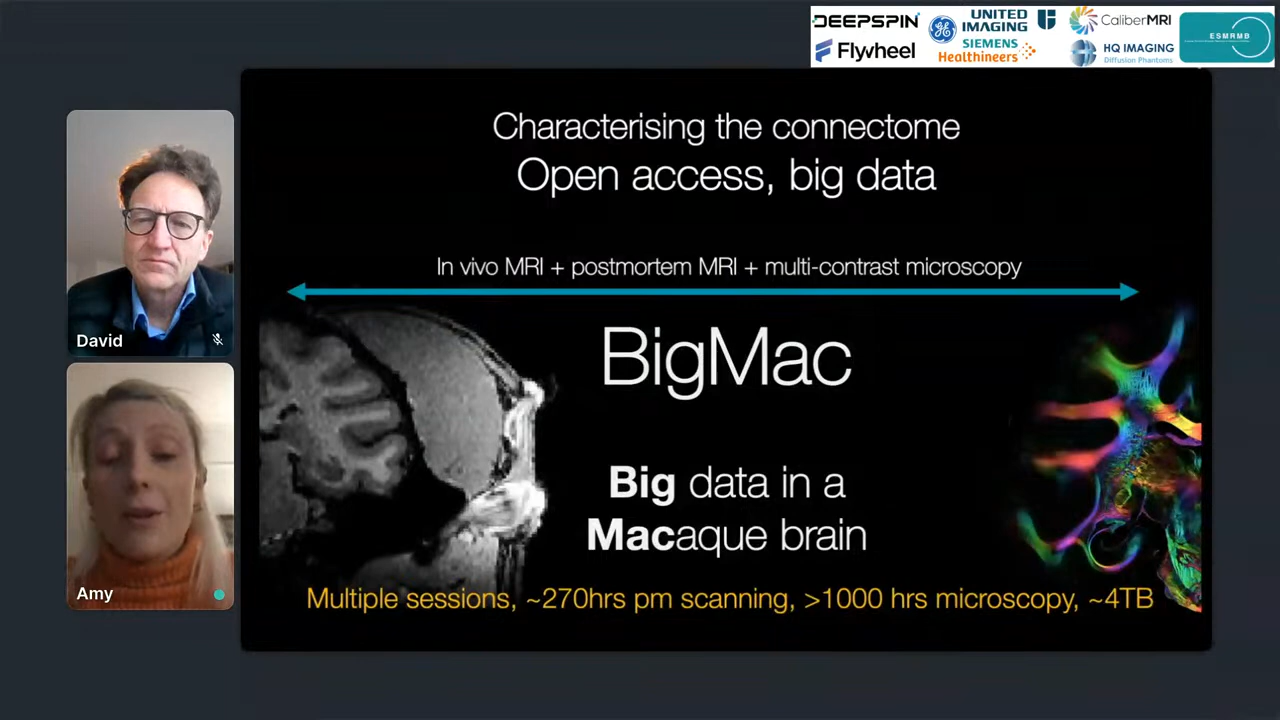 DEEPSPIN
UNITED
IMAGING
CaliberMRI
ESMRMB
Flywheel
SIEMENS
Healthineers
HQ IMAGING
Diffusion Phantoms
Characterising the connectome
Open access, big data
In vivo MRI + postmortem MRI + multi-contrast microscopy
BigMac
Big data in a
Macaque brain
Multiple sessions, ~270hrs pm scanning, >1000 hrs microscopy, ~4TB
David
Amy